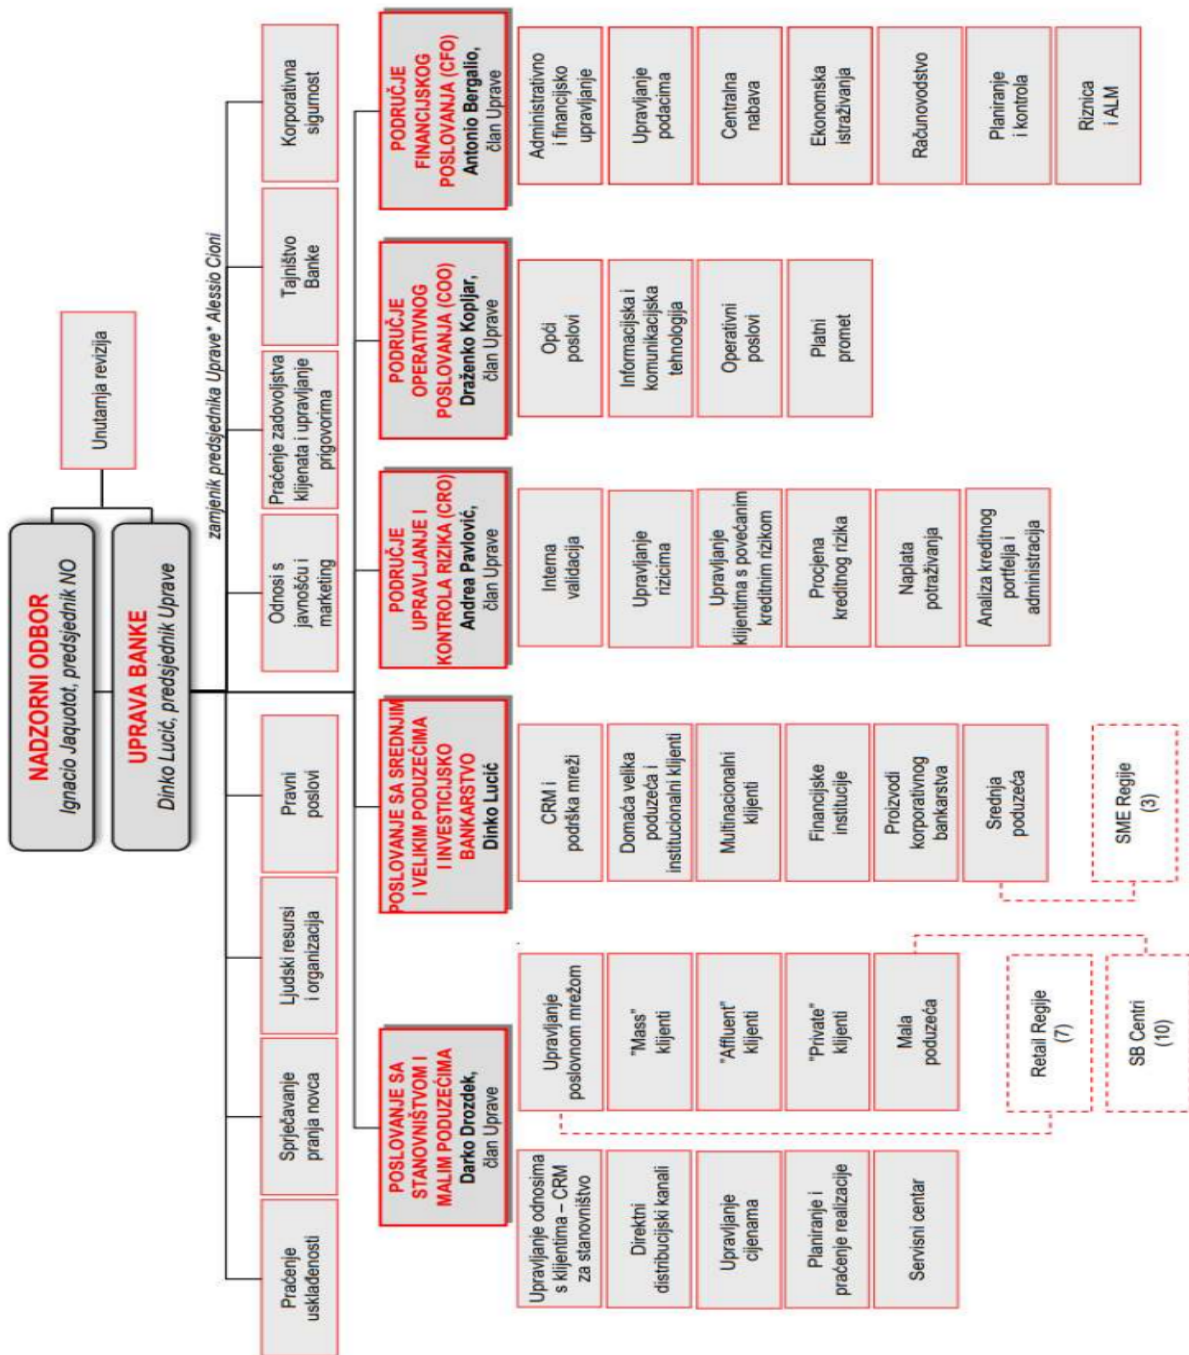 NADZORNI ODBOR
Ignacio Jaquotot, predsjednik NO
UPRAVA BANKE
Dinko Lucić, predsjednik Uprave
Unutarnja revizija
zamjenik predsjednika Uprave* Alessio Cioni
Praćenje
usklađenosti
Sprječavanje
pranja novca
Ljudski resursi
i organizacija
Pravni
poslovi
Odnosi s
javnošću i
marketing
Praćenje zadovoljstva
klijenata i upravljanje
prigovorima
Tajništvo
Banke
Korporativna
sigurnost
POSLOVANJE SA
STANOVNIŠTVOM I
MALIM PODUZEĆIMA
Darko Drozdek,
član Uprave
Upravljanje odnosima
s klijentima – CRM
za stanovništvo
Direktni
distribucijski kanali
Upravljanje
cijenama
Planiranje i
praćenje realizacije
Servisni centar
Upravljanje
poslovnom mrežom
"Mass"
klijenti
"Affluent"
klijenti
"Private"
klijenti
Mala
poduzeća
Retail Regije
(7)
SB Centri
(10)
POSLOVANJE SA SREDNJIM
I VELIKIM PODUZEĆIMA
I INVESTICIJSKO
BANKARSTVO
Dinko Lucić
CRM i
podrška mreži
Domaća velika
poduzeća i
institucionalni klijenti
Multinacionalni
klijenti
Financijske
institucije
Proizvodi
korporativnog
bankarstva
Srednja
poduzeća
SME Regije
(3)
PODRUČJE
UPRAVLJANJE I
KONTROLA RIZIKA (CRO)
Andrea Pavlović,
član Uprave
Interna
validacija
Upravljanje
rizicima
Upravljanje
klijentima s povećanim
kreditnim rizikom
Procjena
kreditnog rizika
Naplata
potraživanja
Analiza kreditnog
portfelja i
administracija
PODRUČJE
OPERATIVNOG
POSLOVANJA (COO)
Draženko Kopljar,
član Uprave
Opći
poslovi
Informacijska i
komunikacijska
tehnologija
Operativni
poslovi
Platni
promet
PODRUČJE
FINANCIJSKOG
POSLOVANJA (CFO)
Antonio Bergalio,
član Uprave
Administrativno
i financijsko
upravljanje
Upravljanje
podacima
Centralna
nabava
Ekonomska
istraživanja
Računovodstvo
Planiranje
i kontrola
Riznica
i ALM